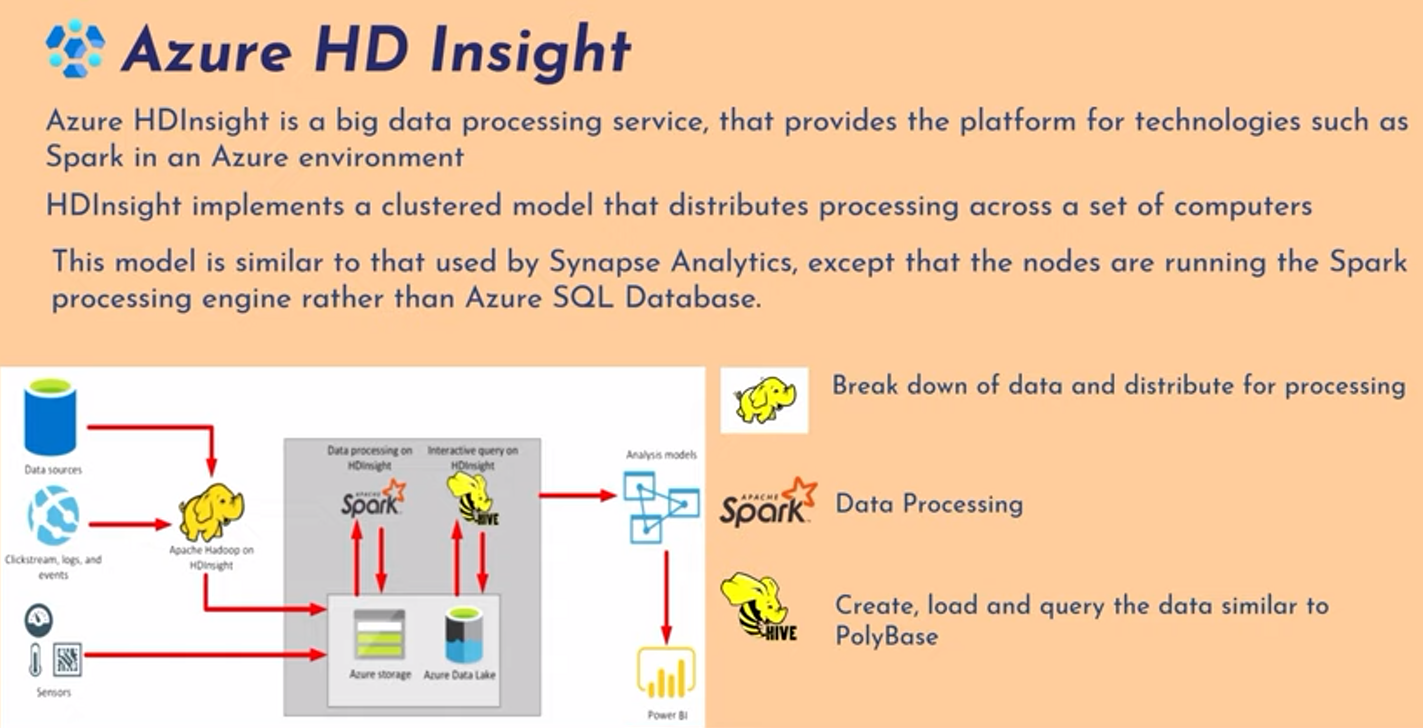 Azure HD Insight
Azure HDInsight is a big data processing service, that provides the platform for technologies such as
Spark in an Azure environment
HDInsight implements a clustered model that distributes processing across a set of computers
This model is similar to that used by Synapse Analytics, except that the nodes are running the Spark
processing engine rather than Azure SQL Database.
Data sources
Clickstream, logs, and
events
Sensors
Apache Hadoop on
HDInsight
Data processing on
HDInsight
APACHE
Spark
Interactive query on
HDInsight
HIVE
Azure storage
Azure Data Lake
Analysis models
Power BI
Break down of data and distribute for processing
APACHE
Spark
Data Processing
HIVE
Create, load and query the data similar to
PolyBase